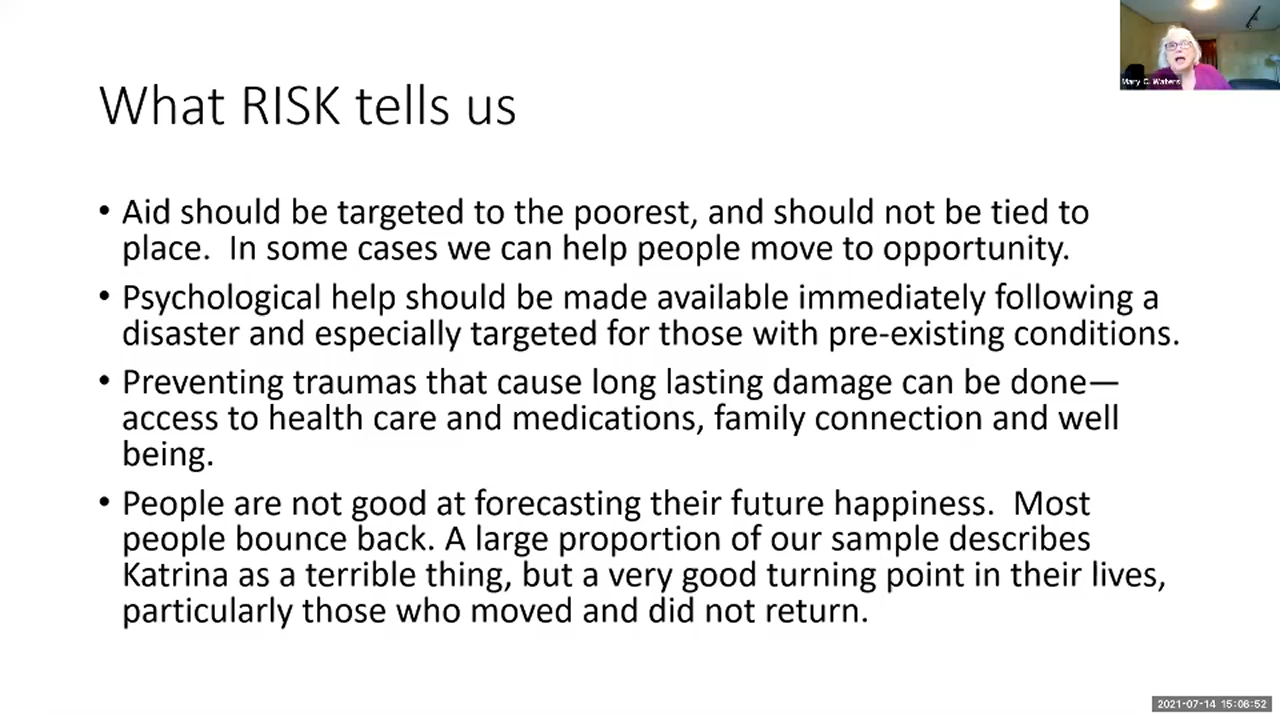 Mary C. Waters
What RISK tells us
• Aid should be targeted to the poorest, and should not be tied to
place.  In some cases we can help people move to opportunity.
• Psychological help should be made available immediately following a
disaster and especially targeted for those with pre-existing conditions.
• Preventing traumas that cause long lasting damage can be done—
access to health care and medications, family connection and well
being.
• People are not good at forecasting their future happiness.  Most
people bounce back. A large proportion of our sample describes
Katrina as a terrible thing, but a very good turning point in their lives,
particularly those who moved and did not return.
2021-07-14 15:06:52